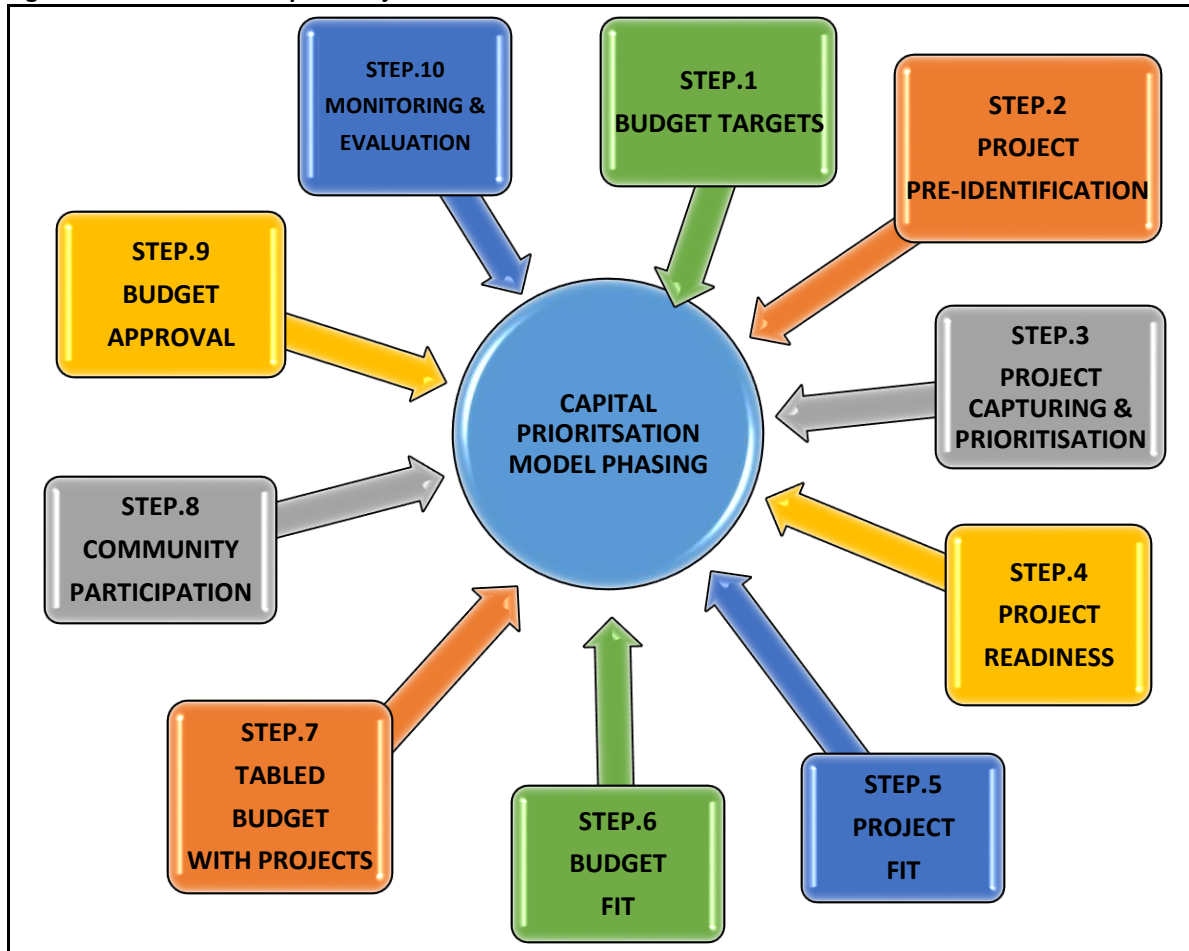 STEP.10
MONITORING &
EVALUATION
STEP.1
BUDGET TARGETS
STEP.2
PROJECT
PRE-IDENTIFICATION
STEP.3
PROJECT
CAPTURING &
PRIORITISATION
STEP.4
PROJECT
READINESS
STEP.5
PROJECT
FIT
STEP.6
BUDGET
FIT
STEP.7
TABLED
BUDGET
WITH PROJECTS
STEP.8
COMMUNITY
PARTICIPATION
STEP.9
BUDGET
APPROVAL
CAPITAL
PRIORITSATION
MODEL PHASING